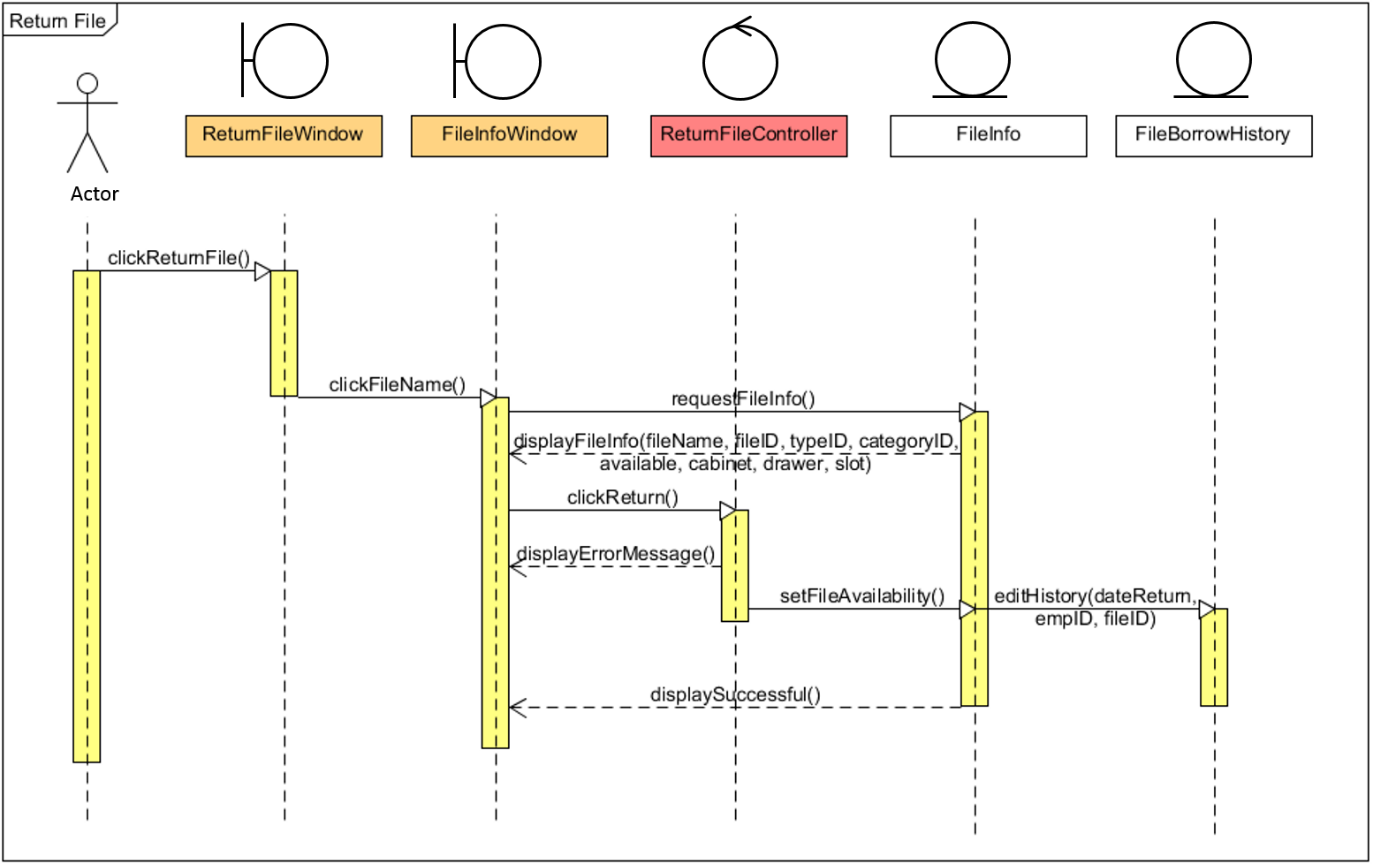 Return File
ReturnFileWindow
FileInfoWindow
ReturnFileController
FileInfo
FileBorrowHistory
Actor
clickReturnFile()
clickFileName()
requestFileInfo()
displayFileInfo(fileName, fileID, typeID, categoryID,
available, cabinet, drawer, slot)
clickReturn()
displayErrorMessage()
setFileAvailability()
editHistory(dateReturn,
empID, fileID)
displaySuccessful()